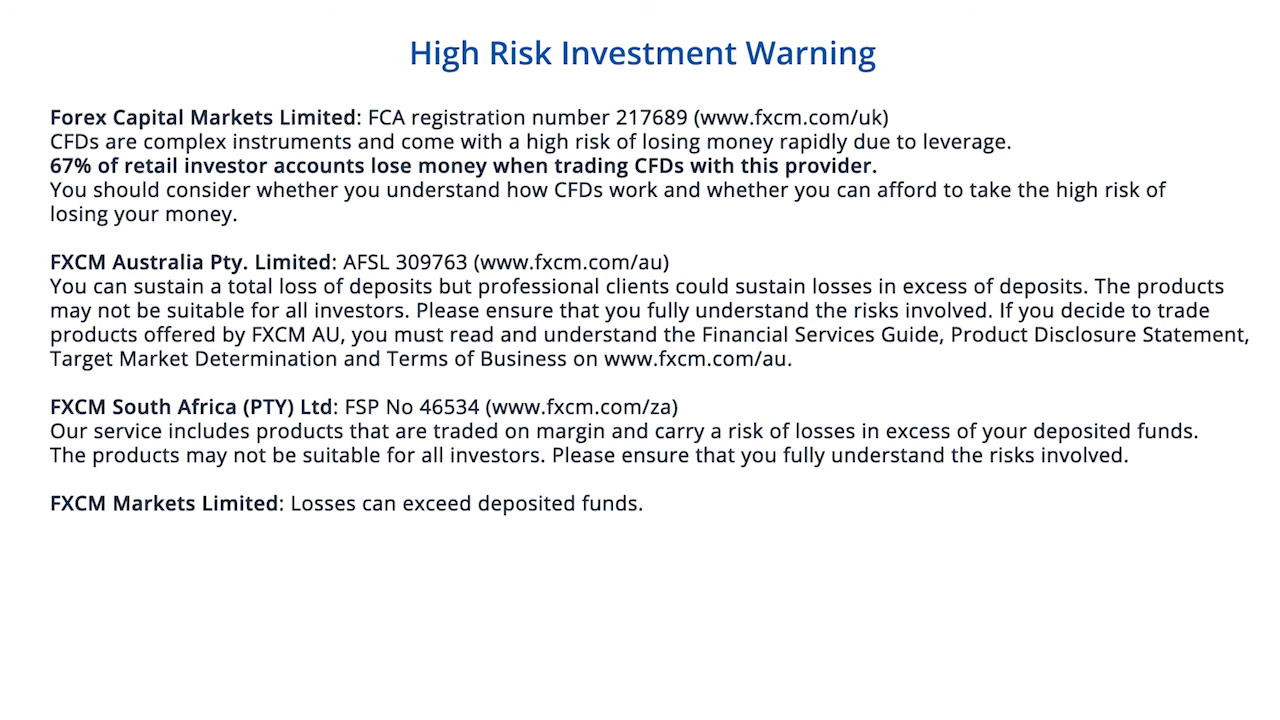 High Risk Investment Warning
Forex Capital Markets Limited: FCA registration number 217689 (www.fxcm.com/uk)
CFDs are complex instruments and come with a high risk of losing money rapidly due to leverage.
67% of retail investor accounts lose money when trading CFDs with this provider.
You should consider whether you understand how CFDs work and whether you can afford to take the high risk of
losing your money.
FXCM Australia Pty. Limited: AFSL 309763 (www.fxcm.com/au)
You can sustain a total loss of deposits but professional clients could sustain losses in excess of deposits. The products
may not be suitable for all investors. Please ensure that you fully understand the risks involved. If you decide to trade
products offered by FXCM AU, you must read and understand the Financial Services Guide, Product Disclosure Statement,
Target Market Determination and Terms of Business on www.fxcm.com/au.
FXCM South Africa (PTY) Ltd: FSP No 46534 (www.fxcm.com/za)
Our service includes products that are traded on margin and carry a risk of losses in excess of your deposited funds.
The products may not be suitable for all investors. Please ensure that you fully understand the risks involved.
FXCM Markets Limited: Losses can exceed deposited funds.